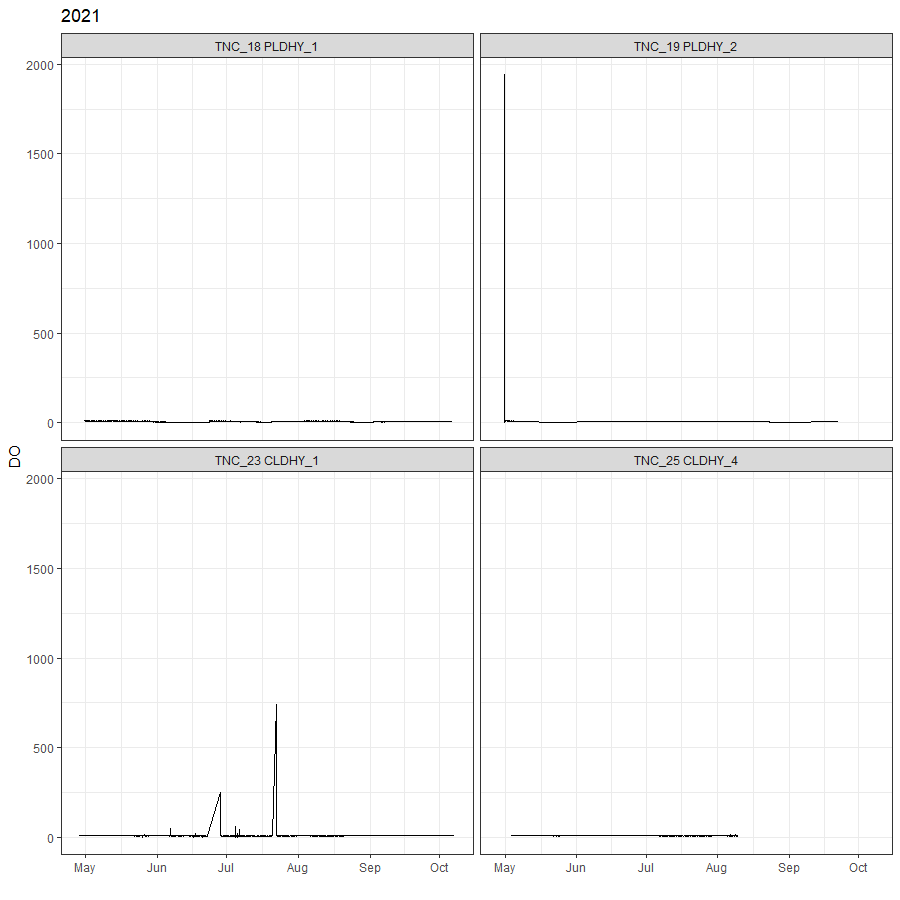 2021
TNC_18 PLDHY_1
TNC_19 PLDHY_2
2000
1500
1000
500
0
DO
TNC_23 CLDHY_1
TNC_25 CLDHY_4
2000
1500
1000
500
0
May Jun Jul Aug Sep Oct
May Jun Jul Aug Sep Oct